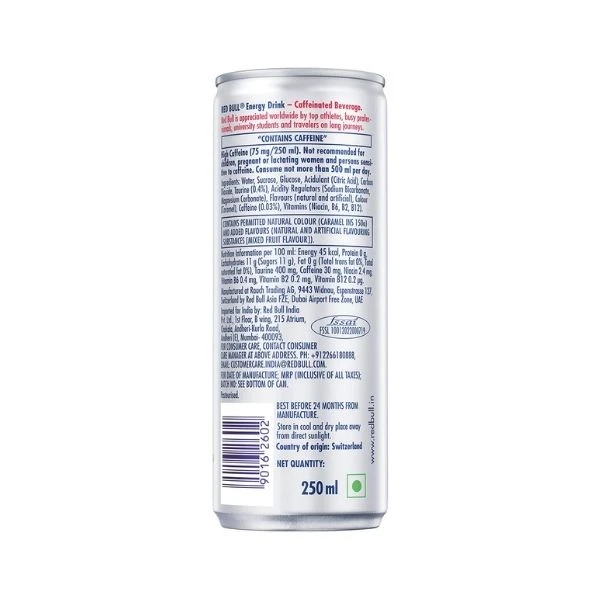 RED BULL® Energy Drink – Caffeinated Beverage.
Red Bull is appreciated worldwide by top athletes, busy profes-
sionals, university students and travelers on long journeys.
"CONTAINS CAFFEINE"
High Caffeine (75 mg/250 ml). Not recommended for
children, pregnant or lactating women and persons sensi-
tive to caffeine. Consume not more than 500 ml per day.
Ingredients: Water, Sucrose, Glucose, Acidulant (Citric Acid), Carbon
Dioxide, Taurine (0.4%), Acidity Regulators (Sodium Bicarbonate,
Magnesium Carbonate), Flavours (natural and artificial), Colour
(Caramel), Caffeine (0.03%), Vitamins (Niacin, B6, B2, B12).
CONTAINS PERMITTED NATURAL COLOUR (CARAMEL INS 150c)
AND ADDED FLAVOURS (NATURAL AND ARTIFICIAL FLAVOURING
SUBSTANCES (MIXED FRUIT FLAVOUR)).
Nutrition Information per 100 ml: Energy 45 kcal, Protein 0 g,
Carbohydrates 11 g (Sugars 11 g), Fat 0 g (Total trans fat 0%, Total
saturated fat 0%), Taurine 400 mg, Caffeine 30 mg, Niacin 2.4 mg,
Vitamin B6 0.4 mg, Vitamin B2 0.2 mg, Vitamin B12 0.2 µg.
Manufactured at Rauch Trading AG, 9443 Widnau, Espenstrasse 137,
Switzerland by Red Bull Asia FZE, Dubai Airport Free Zone, UAE
Imported for India by: Red Bull India
Pvt. Ltd., 1st Floor, B wing, 215 Atrium,
Chakala, Andheri-Kurla Road,
Andheri (E), Mumbai-400093,
fssai
FOR CONSUMER CARE, CONTACT CONSUMER
CARE MANAGER AT ABOVE ADDRESS. PH: +912266180888,
EMAIL: CUSTOMERCARE.INDIA@REDBULL.COM.
FOR DATE OF MANUFACTURE; MRP (INCLUSIVE OF ALL TAXES);
BATCH NO: SEE BOTTOM OF CAN.
Pasteurised.
BEST BEFORE 24 MONTHS FROM
MANUFACTURE.
Store in cool and dry place away
from direct sunlight.
Country of origin: Switzerland
NET QUANTITY:
250 ml
9016 2602
www.redbull.in